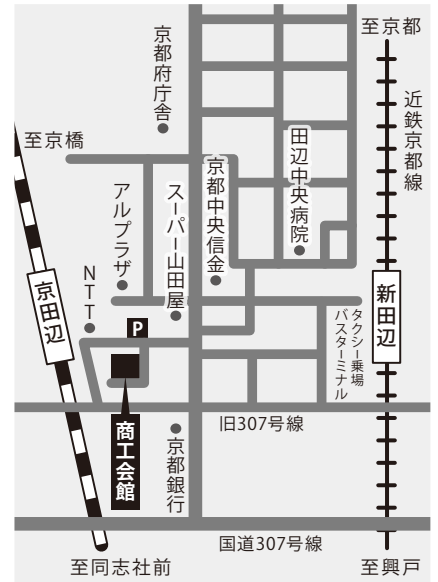 至京都
京都府庁舎
近鉄京都線
至京橋
田辺中央病院
京都中央信金
スーパー山田屋
アルプラザ
NTT
P
京田辺
新田辺
タクシー乗場
バスターミナル
商工会館
旧307号線
京都銀行
国道307号線
至同志社前
至興戸